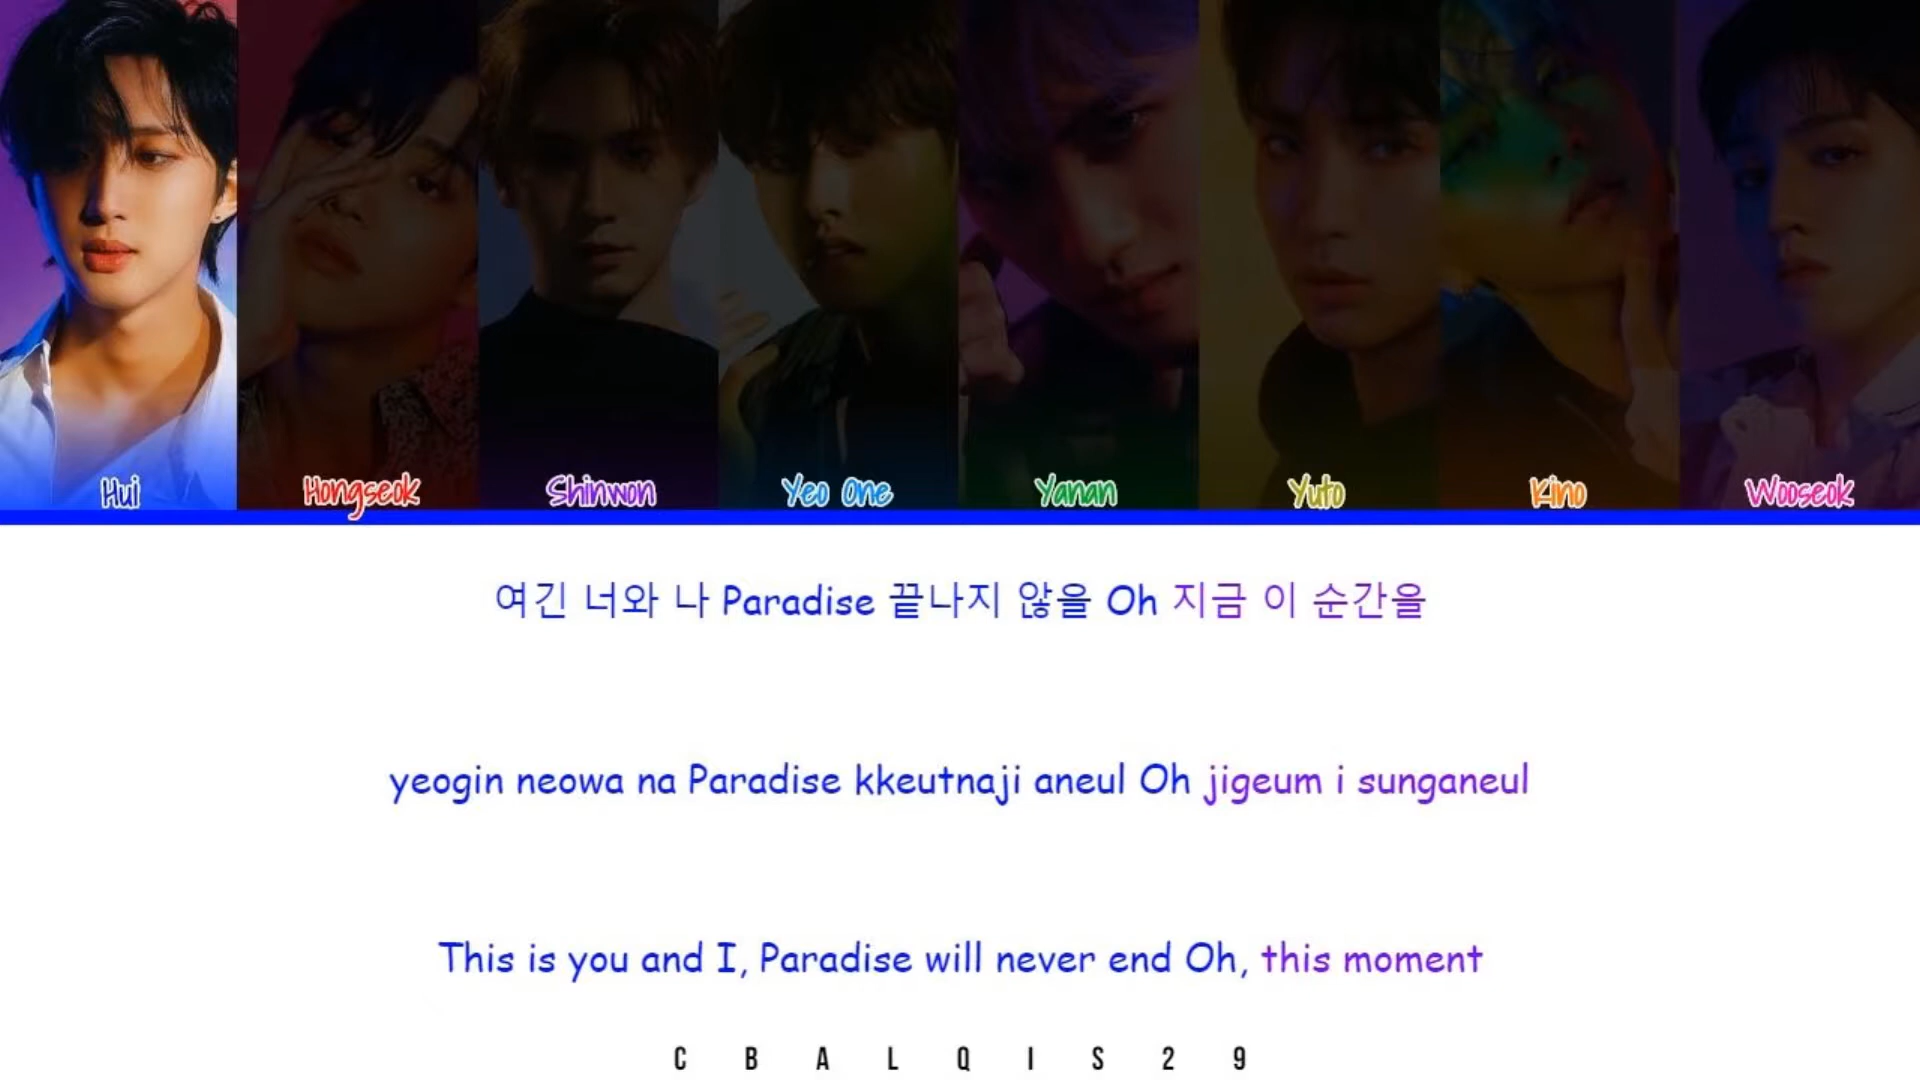 Hui Hongseok Shinwon Yeo One Yanan Yuto Kino Wooseok
여긴 너와 나 Paradise 끝나지 않을 Oh 지금 이 순간을
yeogin neowa na Paradise kkeutnaji aneul Oh jigeum i sunganeul
This is you and I, Paradise will never end Oh, this moment
CBALQIS29